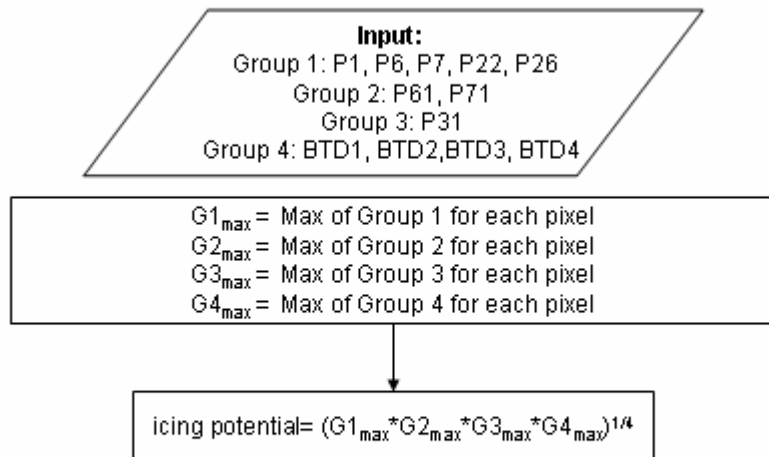 Input:
Group 1: P1, P6, P7, P22, P26
Group 2: P61, P71
Group 3: P31
Group 4: BTD1, BTD2,BTD3, BTD4
G1max = Max of Group 1 for each pixel
G2max = Max of Group 2 for each pixel
G3max = Max of Group 3 for each pixel
G4max = Max of Group 4 for each pixel
icing potential= (G1max*G2max*G3max*G4max)1/4